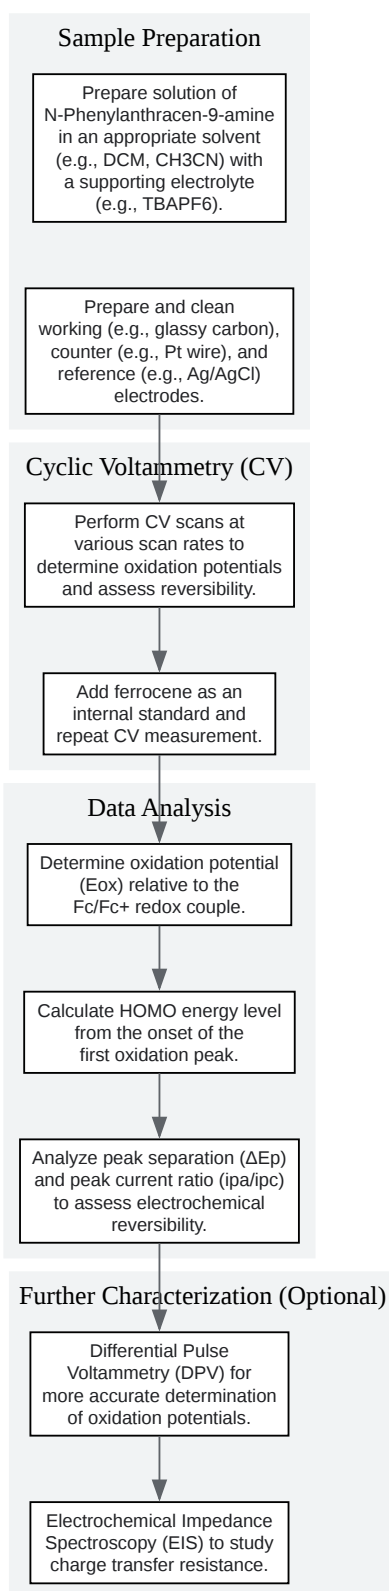 Sample Preparation
Prepare solution of
N-Phenylanthracen-9-amine
in an appropriate solvent
(e.g., DCM, CH3CN) with
a supporting electrolyte
(e.g., TBAPF6).
Prepare and clean
working (e.g., glassy carbon),
counter (e.g., Pt wire), and
reference (e.g., Ag/AgCl)
electrodes.
Cyclic Voltammetry (CV)
Perform CV scans at
various scan rates to
determine oxidation potentials
and assess reversibility.
Add ferrocene as an
internal standard and
repeat CV measurement.
Data Analysis
Determine oxidation potential
(Eox) relative to the
Fc/Fc+ redox couple.
Calculate HOMO energy level
from the onset of the
first oxidation peak.
Analyze peak separation (ΔEp)
and peak current ratio (ipa/ipc)
to assess electrochemical
reversibility.
Further Characterization (Optional)
Differential Pulse
Voltammetry (DPV) for
more accurate determination
of oxidation potentials.
Electrochemical Impedance
Spectroscopy (EIS) to study
charge transfer resistance.